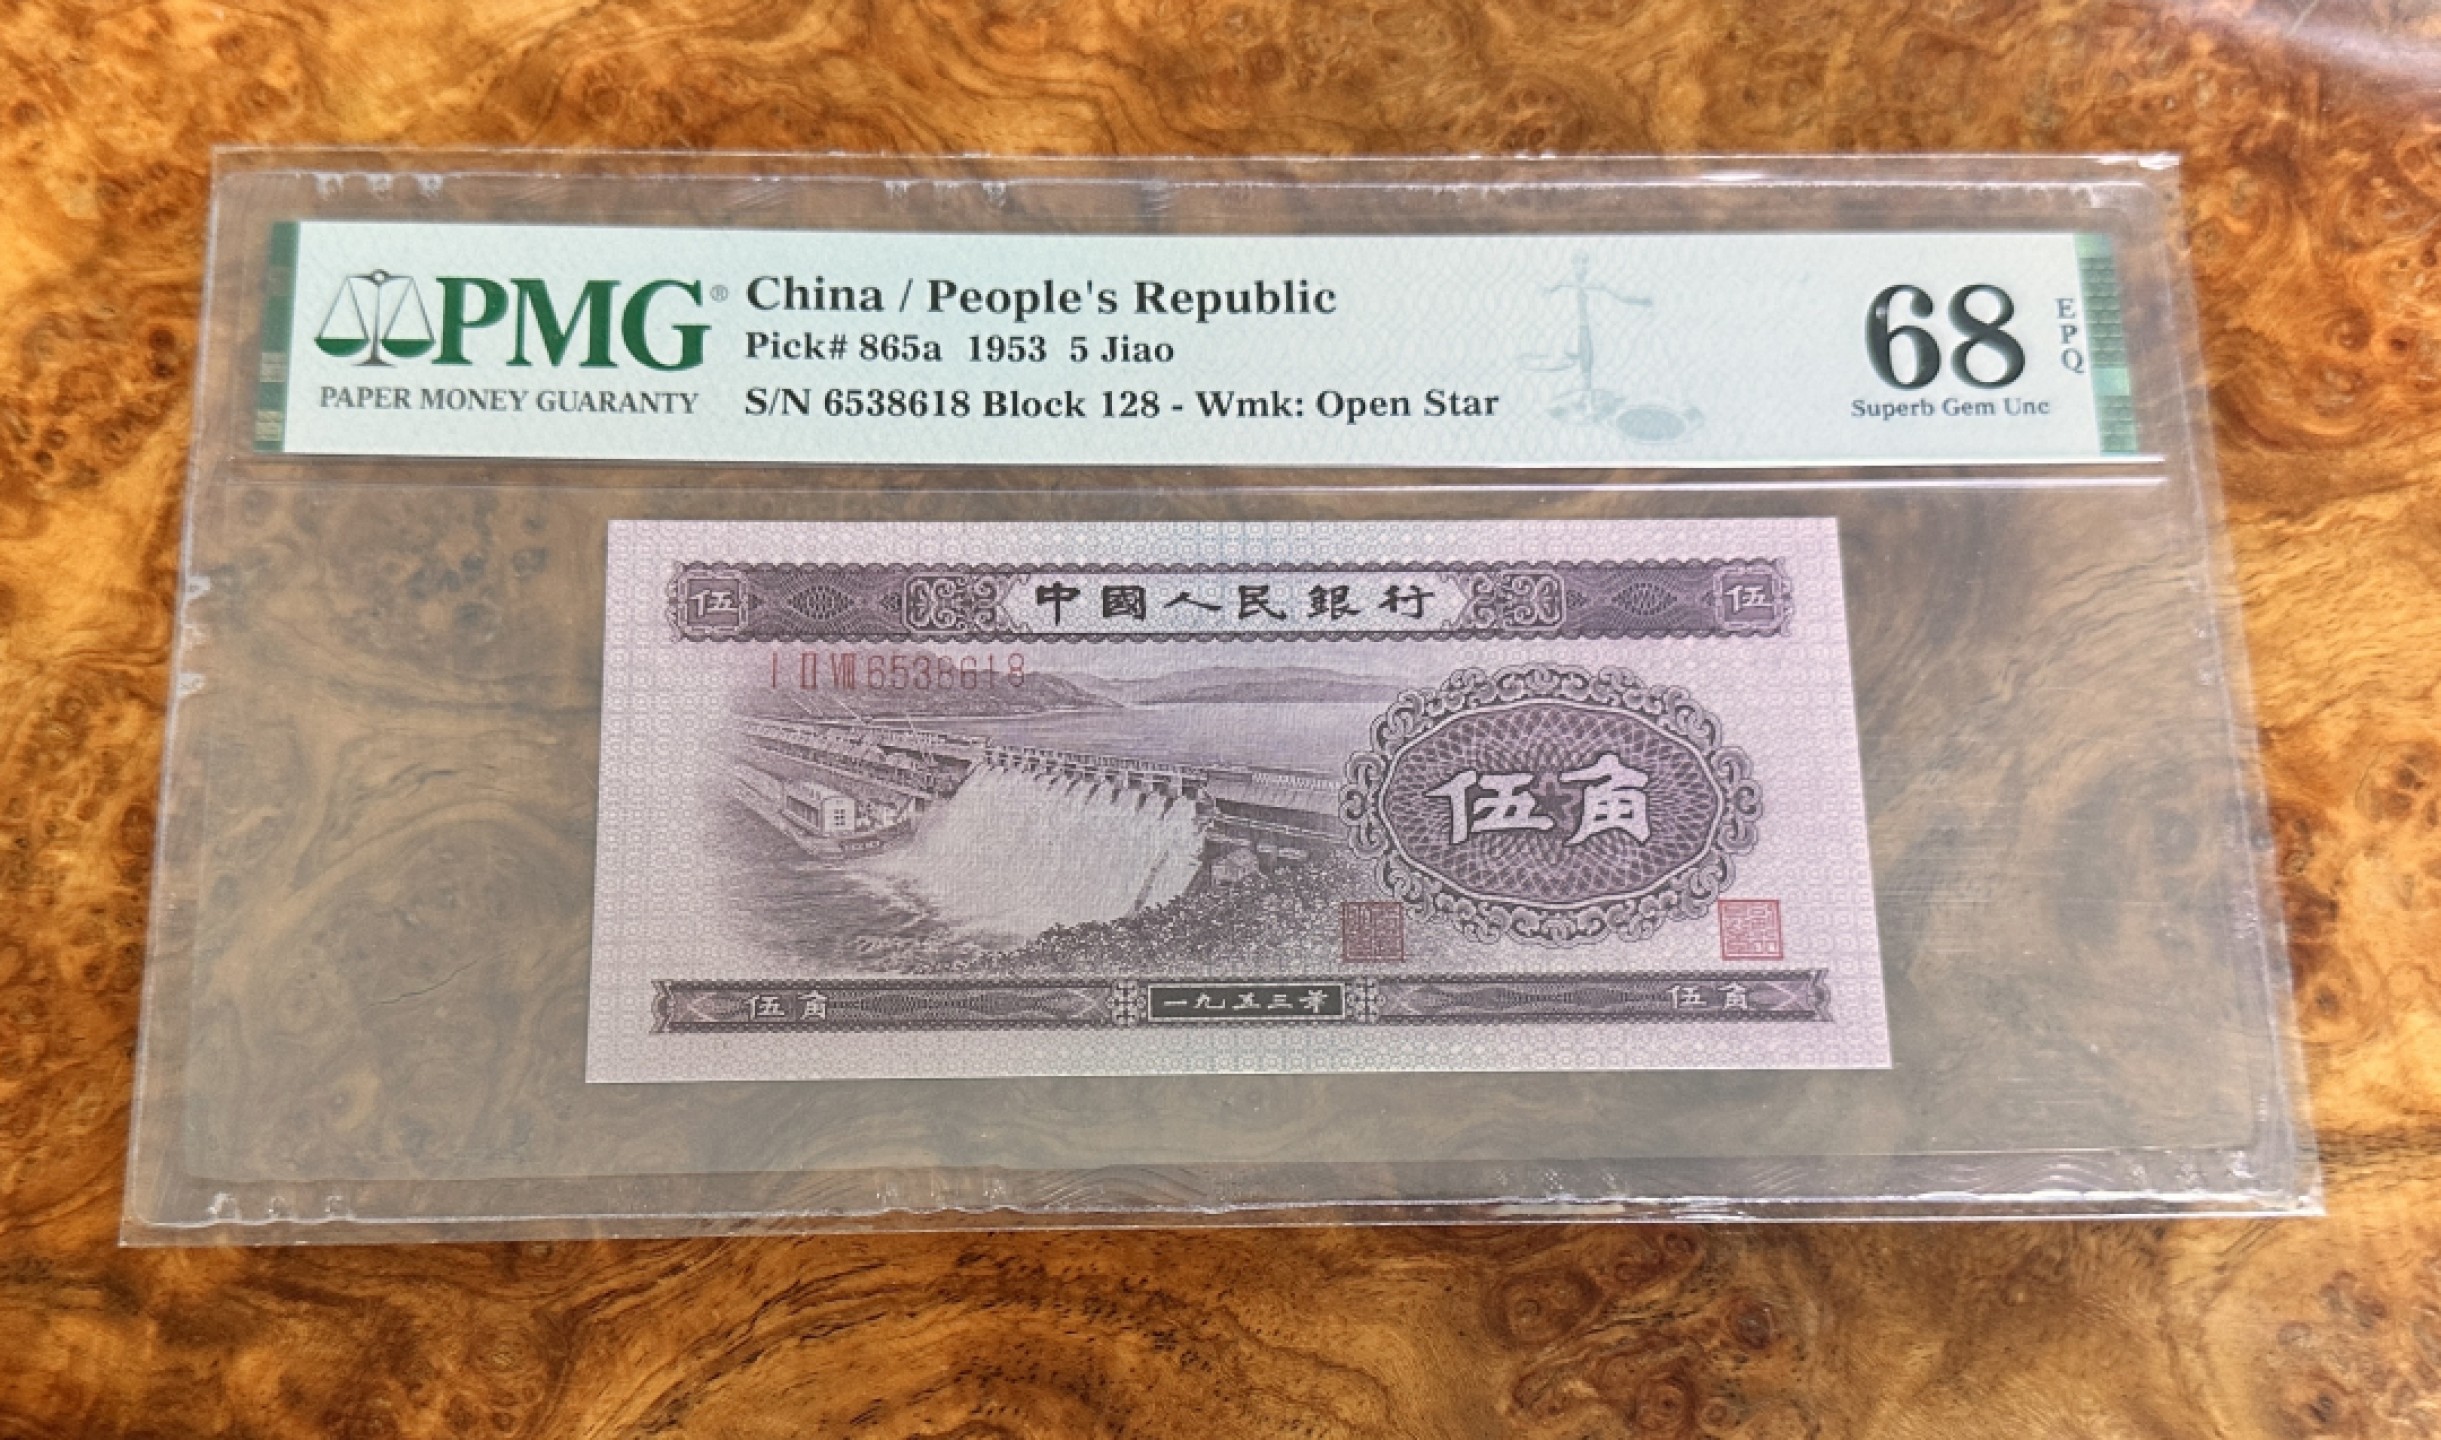 PMG®
PAPER MONEY GUARANTY
China / People's Republic
Pick# 865a 1953 5 Jiao
S/N 6538618 Block 128 - Wmk: Open Star
68
EPQ
Superb Gem Unc
伍 中國人民銀行 伍
I II VIII 6538618
伍角
伍角 一九五三年 伍角